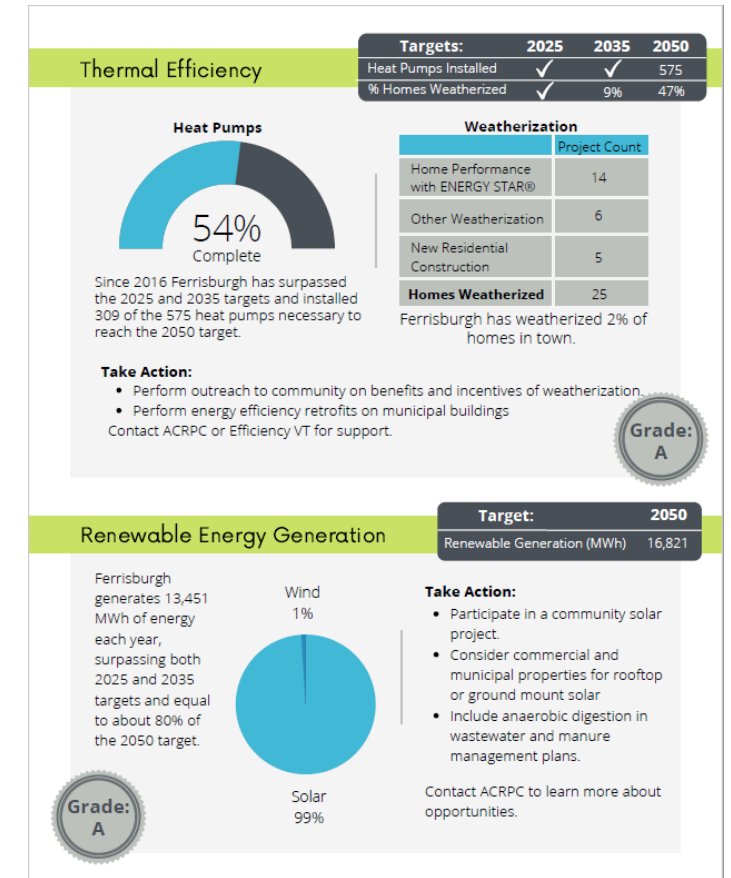 Thermal Efficiency
Targets: 2025 2035 2050
Heat Pumps Installed ✓ ✓ 575
% Homes Weatherized ✓ 9% 47%
Heat Pumps
54%
Complete
Since 2016 Ferrisburgh has surpassed
the 2025 and 2035 targets and installed
309 of the 575 heat pumps necessary to
reach the 2050 target.
Weatherization
Project Count
Home Performance
with ENERGY STAR® 14
Other Weatherization 6
New Residential
Construction 5
Homes Weatherized 25
Ferrisburgh has weatherized 2% of
homes in town.
Take Action:
• Perform outreach to community on benefits and incentives of weatherization.
• Perform energy efficiency retrofits on municipal buildings
Contact ACRPC or Efficiency VT for support.
Grade:
A
Renewable Energy Generation
Target: 2050
Renewable Generation (MWh) 16,821
Ferrisburgh
generates 13,451
MWh of energy
each year,
surpassing both
2025 and 2035
targets and equal
to about 80% of
the 2050 target.
Wind
1%
Solar
99%
Take Action:
• Participate in a community solar
project.
• Consider commercial and
municipal properties for rooftop
or ground mount solar
• Include anaerobic digestion in
wastewater and manure
management plans.
Contact ACRPC to learn more about
opportunities.
Grade:
A